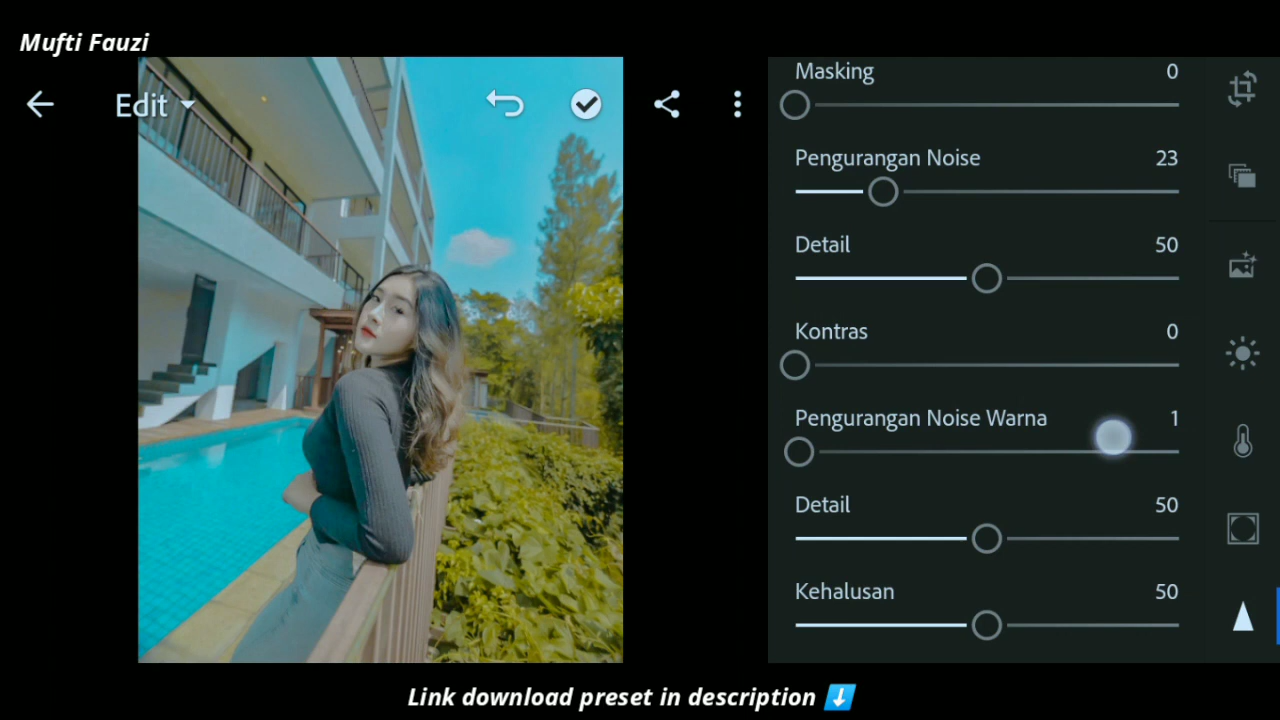 Mufti Fauzi
Edit
Masking 0
Pengurangan Noise 23
Detail 50
Kontras 0
Pengurangan Noise Warna 1
Detail 50
Kehalusan 50
Link download preset in description ⬇️